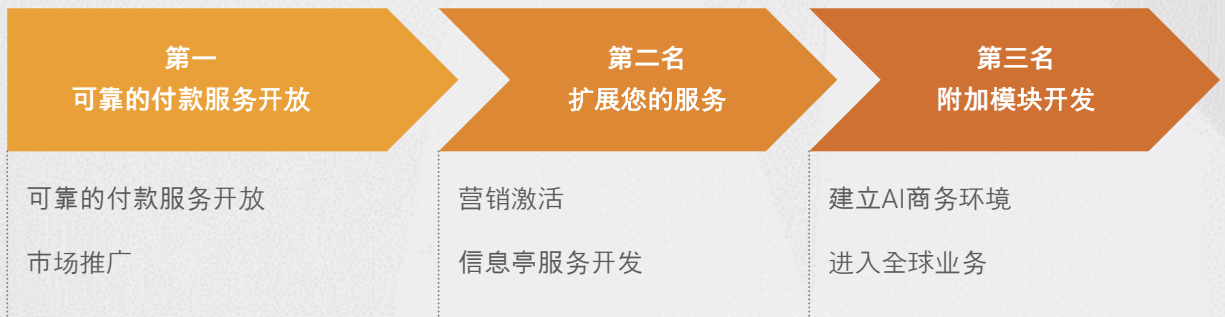 第一
可靠的付款服务开放
第二名
扩展您的服务
第三名
附加模块开发
可靠的付款服务开放
市场推广
营销激活
信息亭服务开发
建立AI商务环境
进入全球业务